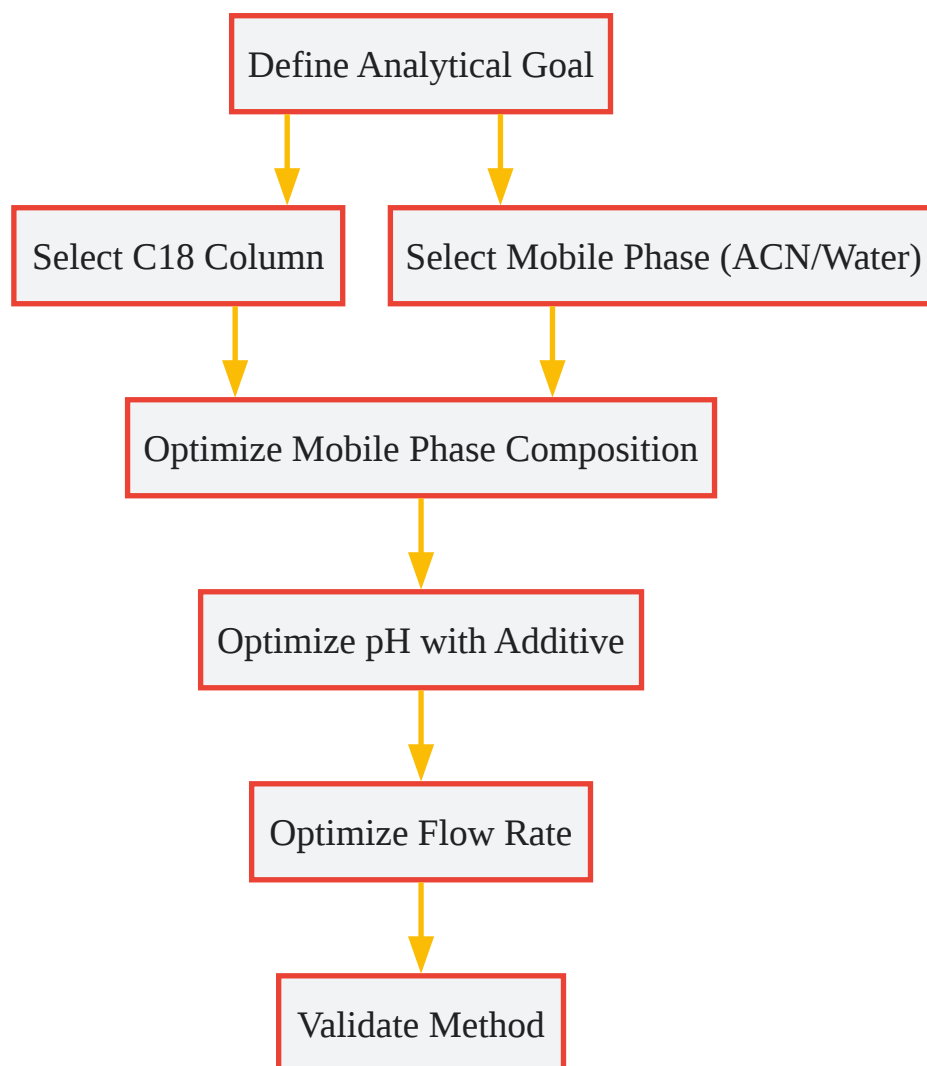 Define Analytical Goal
Select C18 Column
Select Mobile Phase (ACN/Water)
Optimize Mobile Phase Composition
Optimize pH with Additive
Optimize Flow Rate
Validate Method